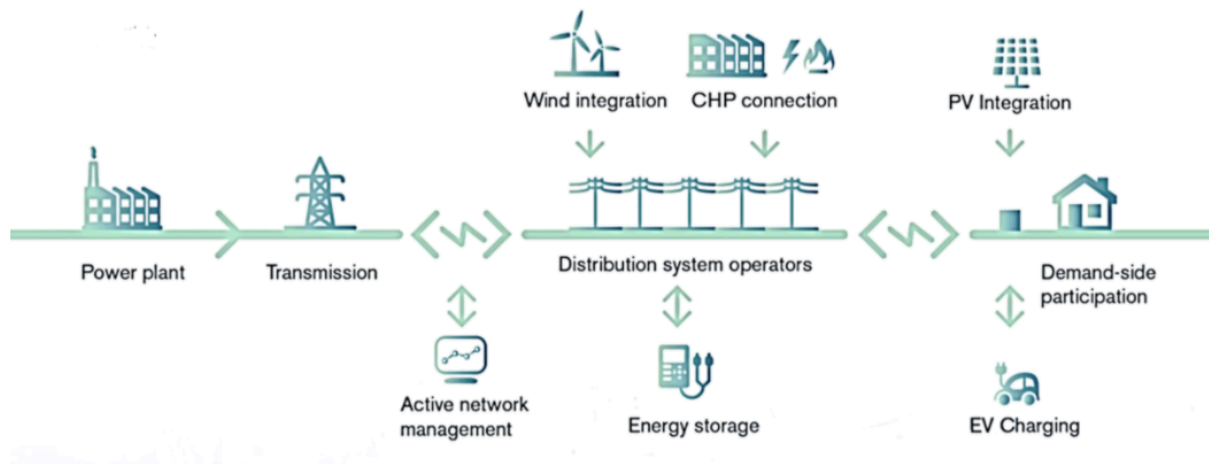 Wind integration
CHP connection
PV Integration
Power plant
Transmission
Distribution system operators
Demand-side
participation
Active network
management
Energy storage
EV Charging